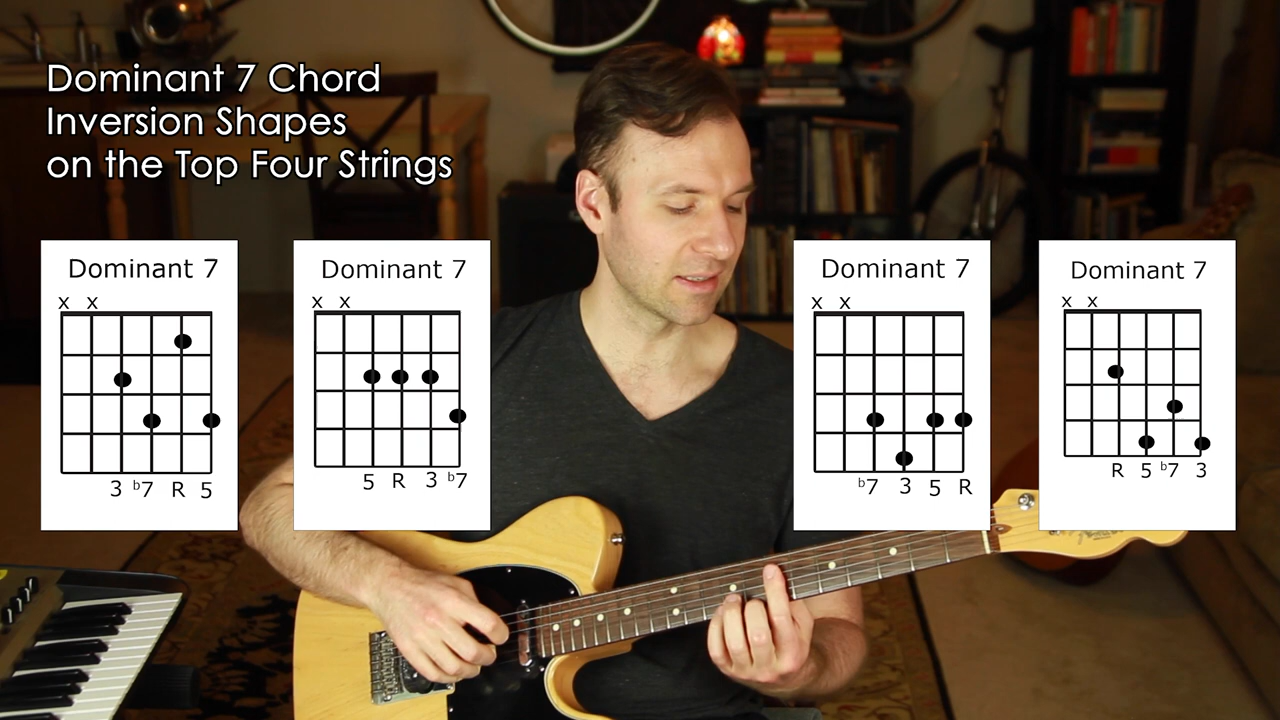 Dominant 7 Chord
Inversion Shapes
on the Top Four Strings
Dominant 7
x x
3 b7 R 5
Dominant 7
x x
5 R 3 b7
Dominant 7
x x
b7 3 5 R
Dominant 7
x x
R 5 b7 3